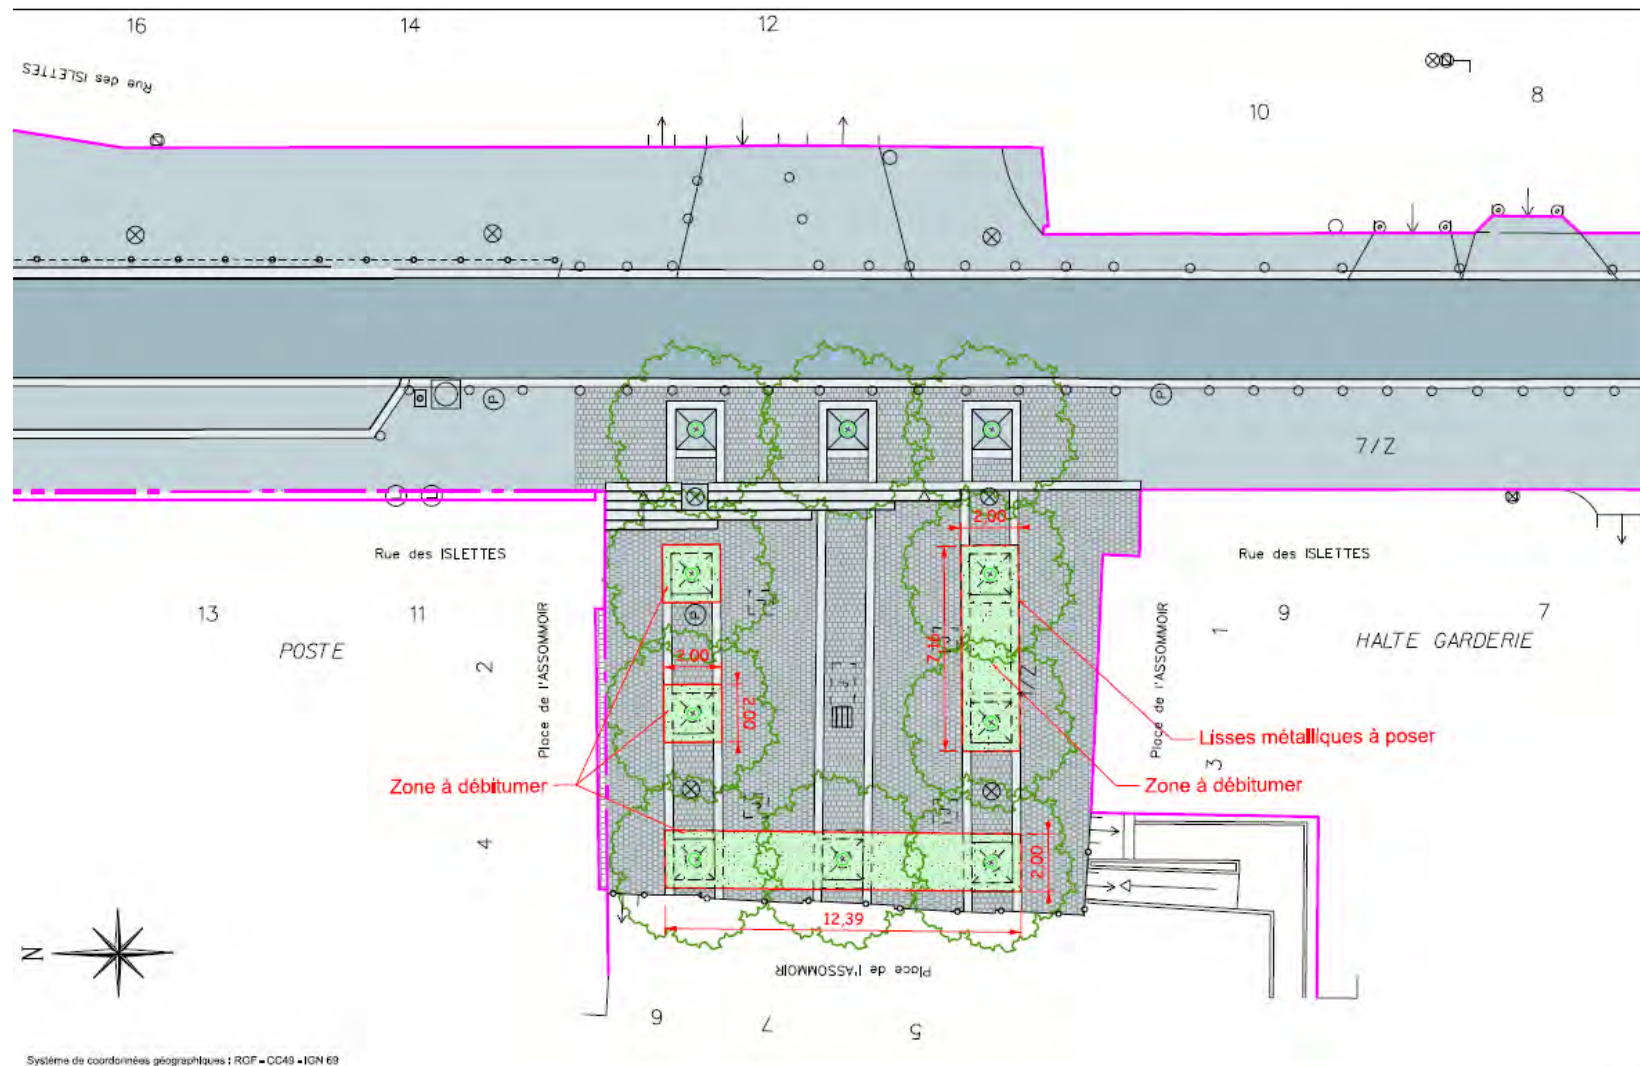 16
14
12
10
8
Rue des ISLETTES
P
P
7/Z
L
L
2,00
Rue des ISLETTES
Rue des ISLETTES
13
11
POSTE
2
Place de l'ASSOMMOIR
P
2.00
2.00
7.16
1/Z
Place de l'ASSOMMOIR
1
9
7
HALTE GARDERIE
Lisses métalliques à poser
3
Zone à débitumer
Zone à débitumer
4
2.00
12,39
N
Place de l'ASSOMMOIR
6
7
5
Système de coordonnées géographiques : RGF - CC49 - IGN 69